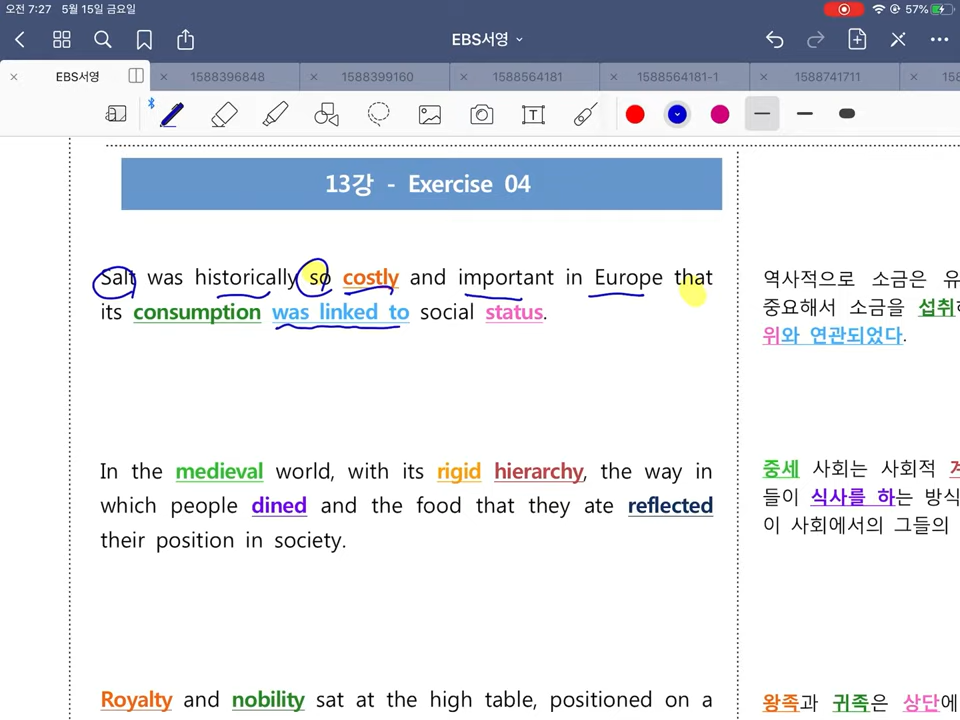 오전 7:27 5월 15일 금요일 57%
EBS서영
EBS서영 1588396848 1588399160 1588564181 1588564181-1 1588741711
13강 - Exercise 04
Salt was historically so costly and important in Europe that
its consumption was linked to social status.
역사적으로 소금은 유
중요해서 소금을 섭취
위와 연관되었다.
In the medieval world, with its rigid hierarchy, the way in
which people dined and the food that they ate reflected
their position in society.
중세 사회는 사회적
들이 식사를 하는 방식
이 사회에서의 그들의
Royalty and nobility sat at the high table, positioned on a
왕족과 귀족은 상단에